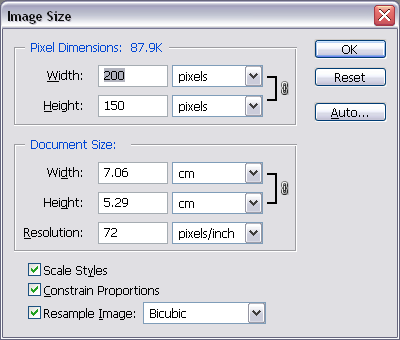 Image Size
Pixel Dimensions: 87.9K
OK
Width: 200 pixels
Reset
Height: 150 pixels
Auto...
Document Size:
Width: 7.06 cm
Height: 5.29 cm
Resolution: 72 pixels/inch
Scale Styles
Constrain Proportions
Resample Image: Bicubic